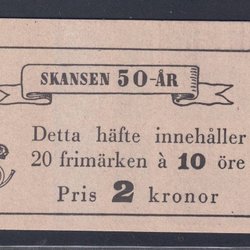 SKANSEN 50-ÅR
Detta häfte innehåller
20 frimärken à 10 öre
Pris 2 kronor